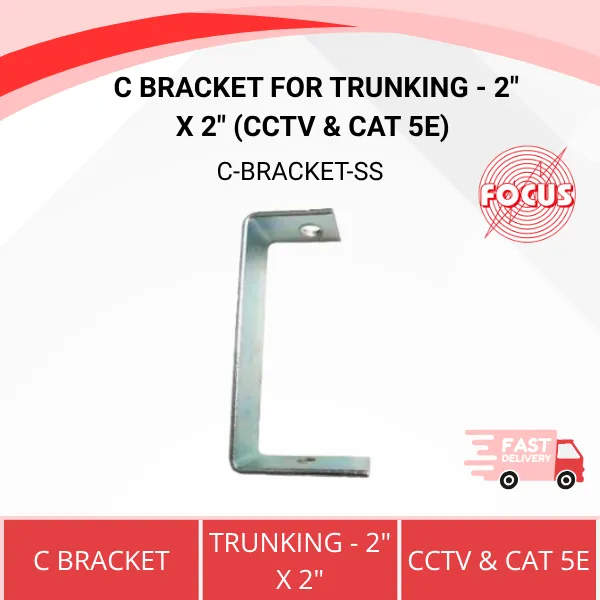 C BRACKET FOR TRUNKING - 2"
X 2" (CCTV & CAT 5E)
C-BRACKET-SS
FOCUS
FAST
DELIVERY
C BRACKET
TRUNKING - 2"
X 2"
CCTV & CAT 5E